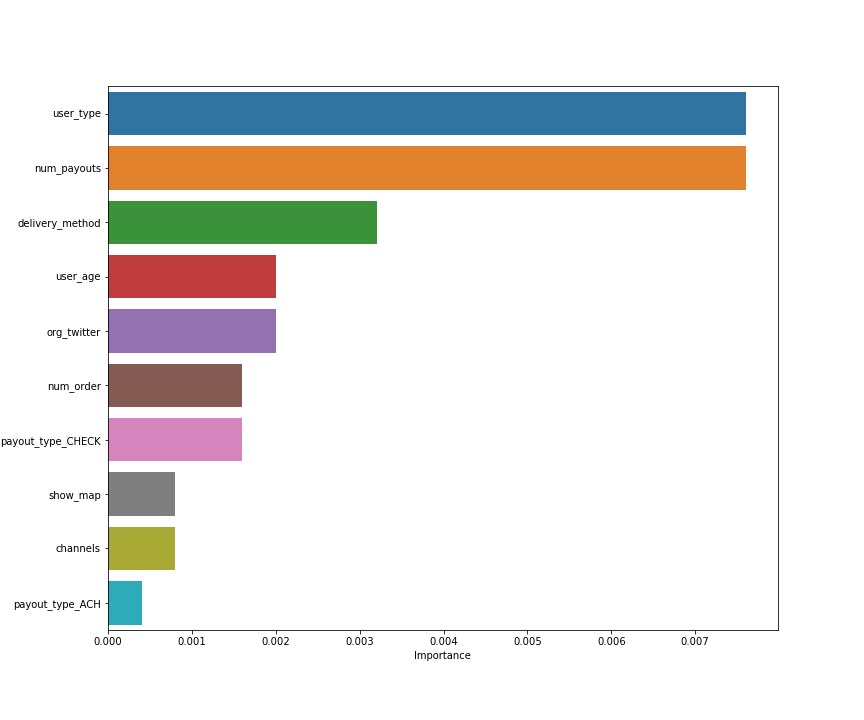 user_type
num_payouts
delivery_method
user_age
org_twitter
num_order
payout_type_CHECK
show_map
channels
payout_type_ACH
0.000 0.001 0.002 0.003 0.004 0.005 0.006 0.007
Importance